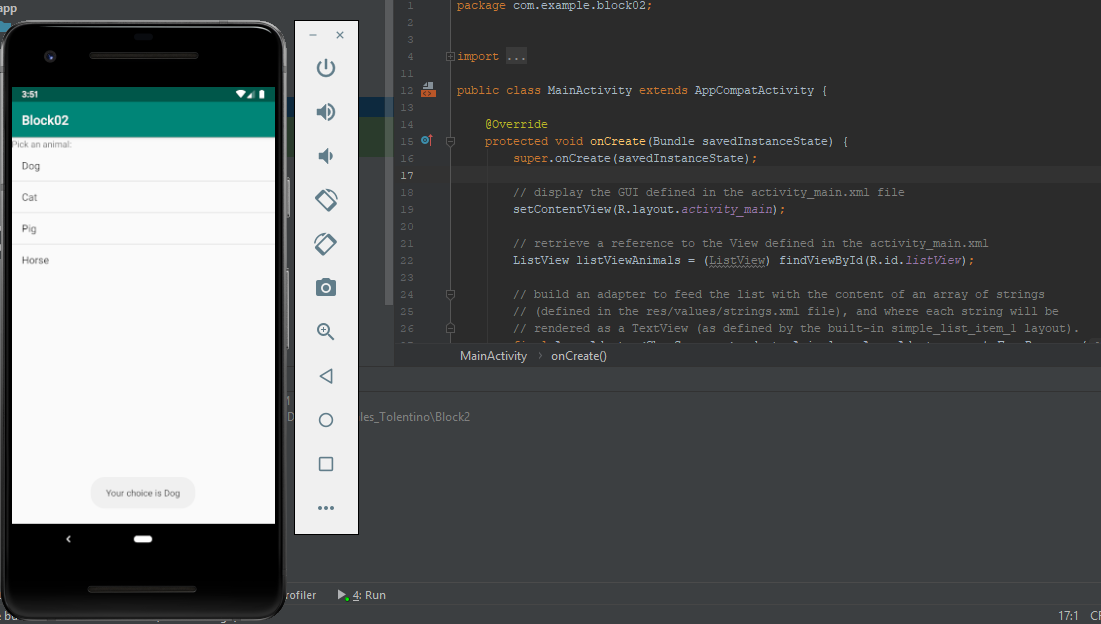 app
3:51
Block02
Pick an animal:
Dog
Cat
Pig
Horse
Your choice is Dog
1 package com.example.block02;
2
3
4 import ...
11
12 public class MainActivity extends AppCompatActivity {
13
14 @Override
15 protected void onCreate(Bundle savedInstanceState) {
16 super.onCreate(savedInstanceState);
17
18 // display the GUI defined in the activity_main.xml file
19 setContentView(R.layout.activity_main);
20
21 // retrieve a reference to the View defined in the activity_main.xml
22 ListView listViewAnimals = (ListView) findViewById(R.id.listView);
23
24 // build an adapter to feed the list with the content of an array of strings
25 // (defined in the res/values/strings.xml file), and where each string will be
26 // rendered as a TextView (as defined by the built-in simple_list_item_1 layout).
MainActivity › onCreate()
les_Tolentino\Block2
rofiler
4: Run
17:1